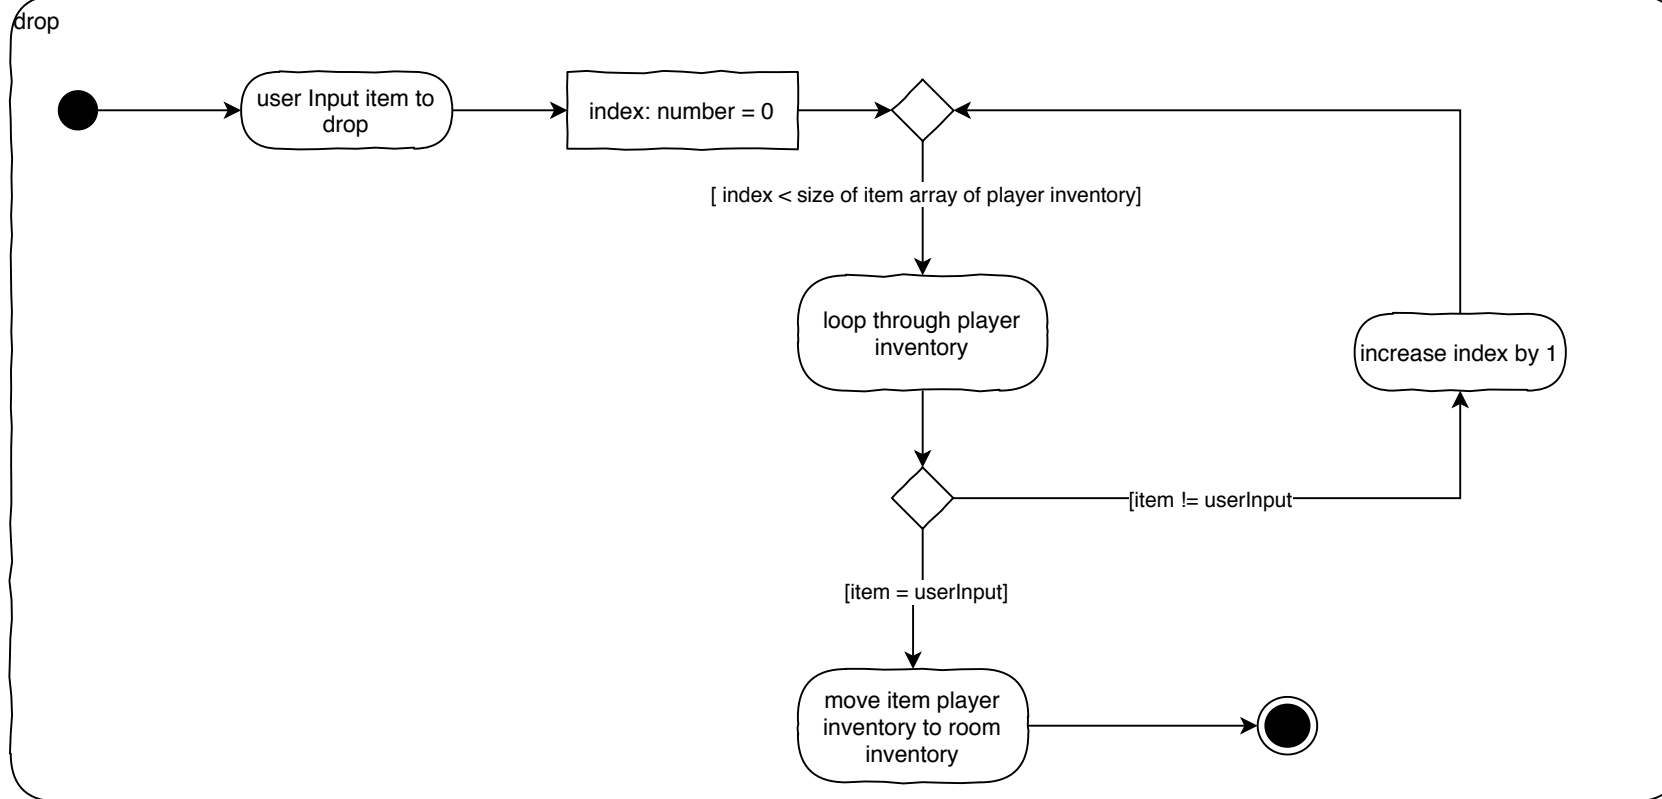 drop
user Input item to
drop
index: number = 0
[ index < size of item array of player inventory]
loop through player
inventory
increase index by 1
[item != userInput
[item = userInput]
move item player
inventory to room
inventory